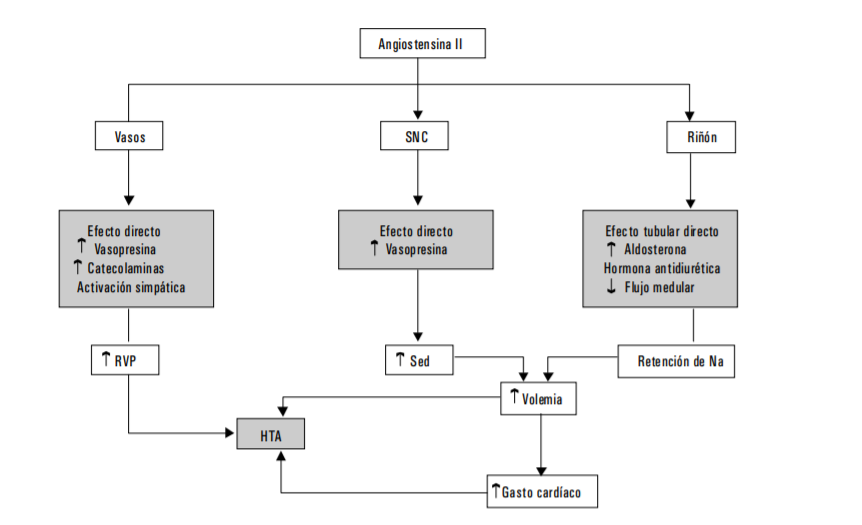 Angiostensina II
Vasos
SNC
Riñón
Efecto directo
↑ Vasopresina
↑ Catecolaminas
Activación simpática
Efecto directo
↑ Vasopresina
Efecto tubular directo
↑ Aldosterona
Hormona antidiurética
↓ Flujo medular
↑ RVP
↑ Sed
Retención de Na
↑ Volemia
HTA
↑ Gasto cardíaco